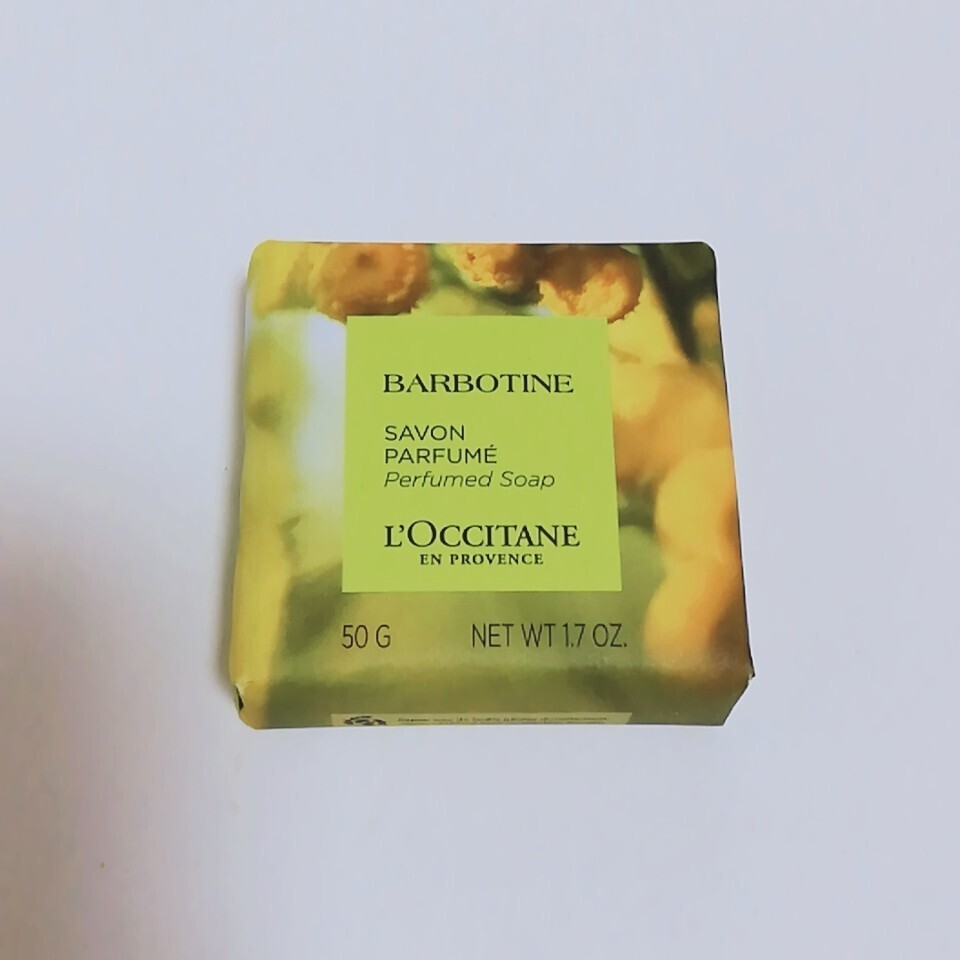 BARBOTINE
SAVON
PARFUMÉ
Perfumed Soap
L'OCCITANE
EN PROVENCE
50 G NET WT 1.7 OZ.